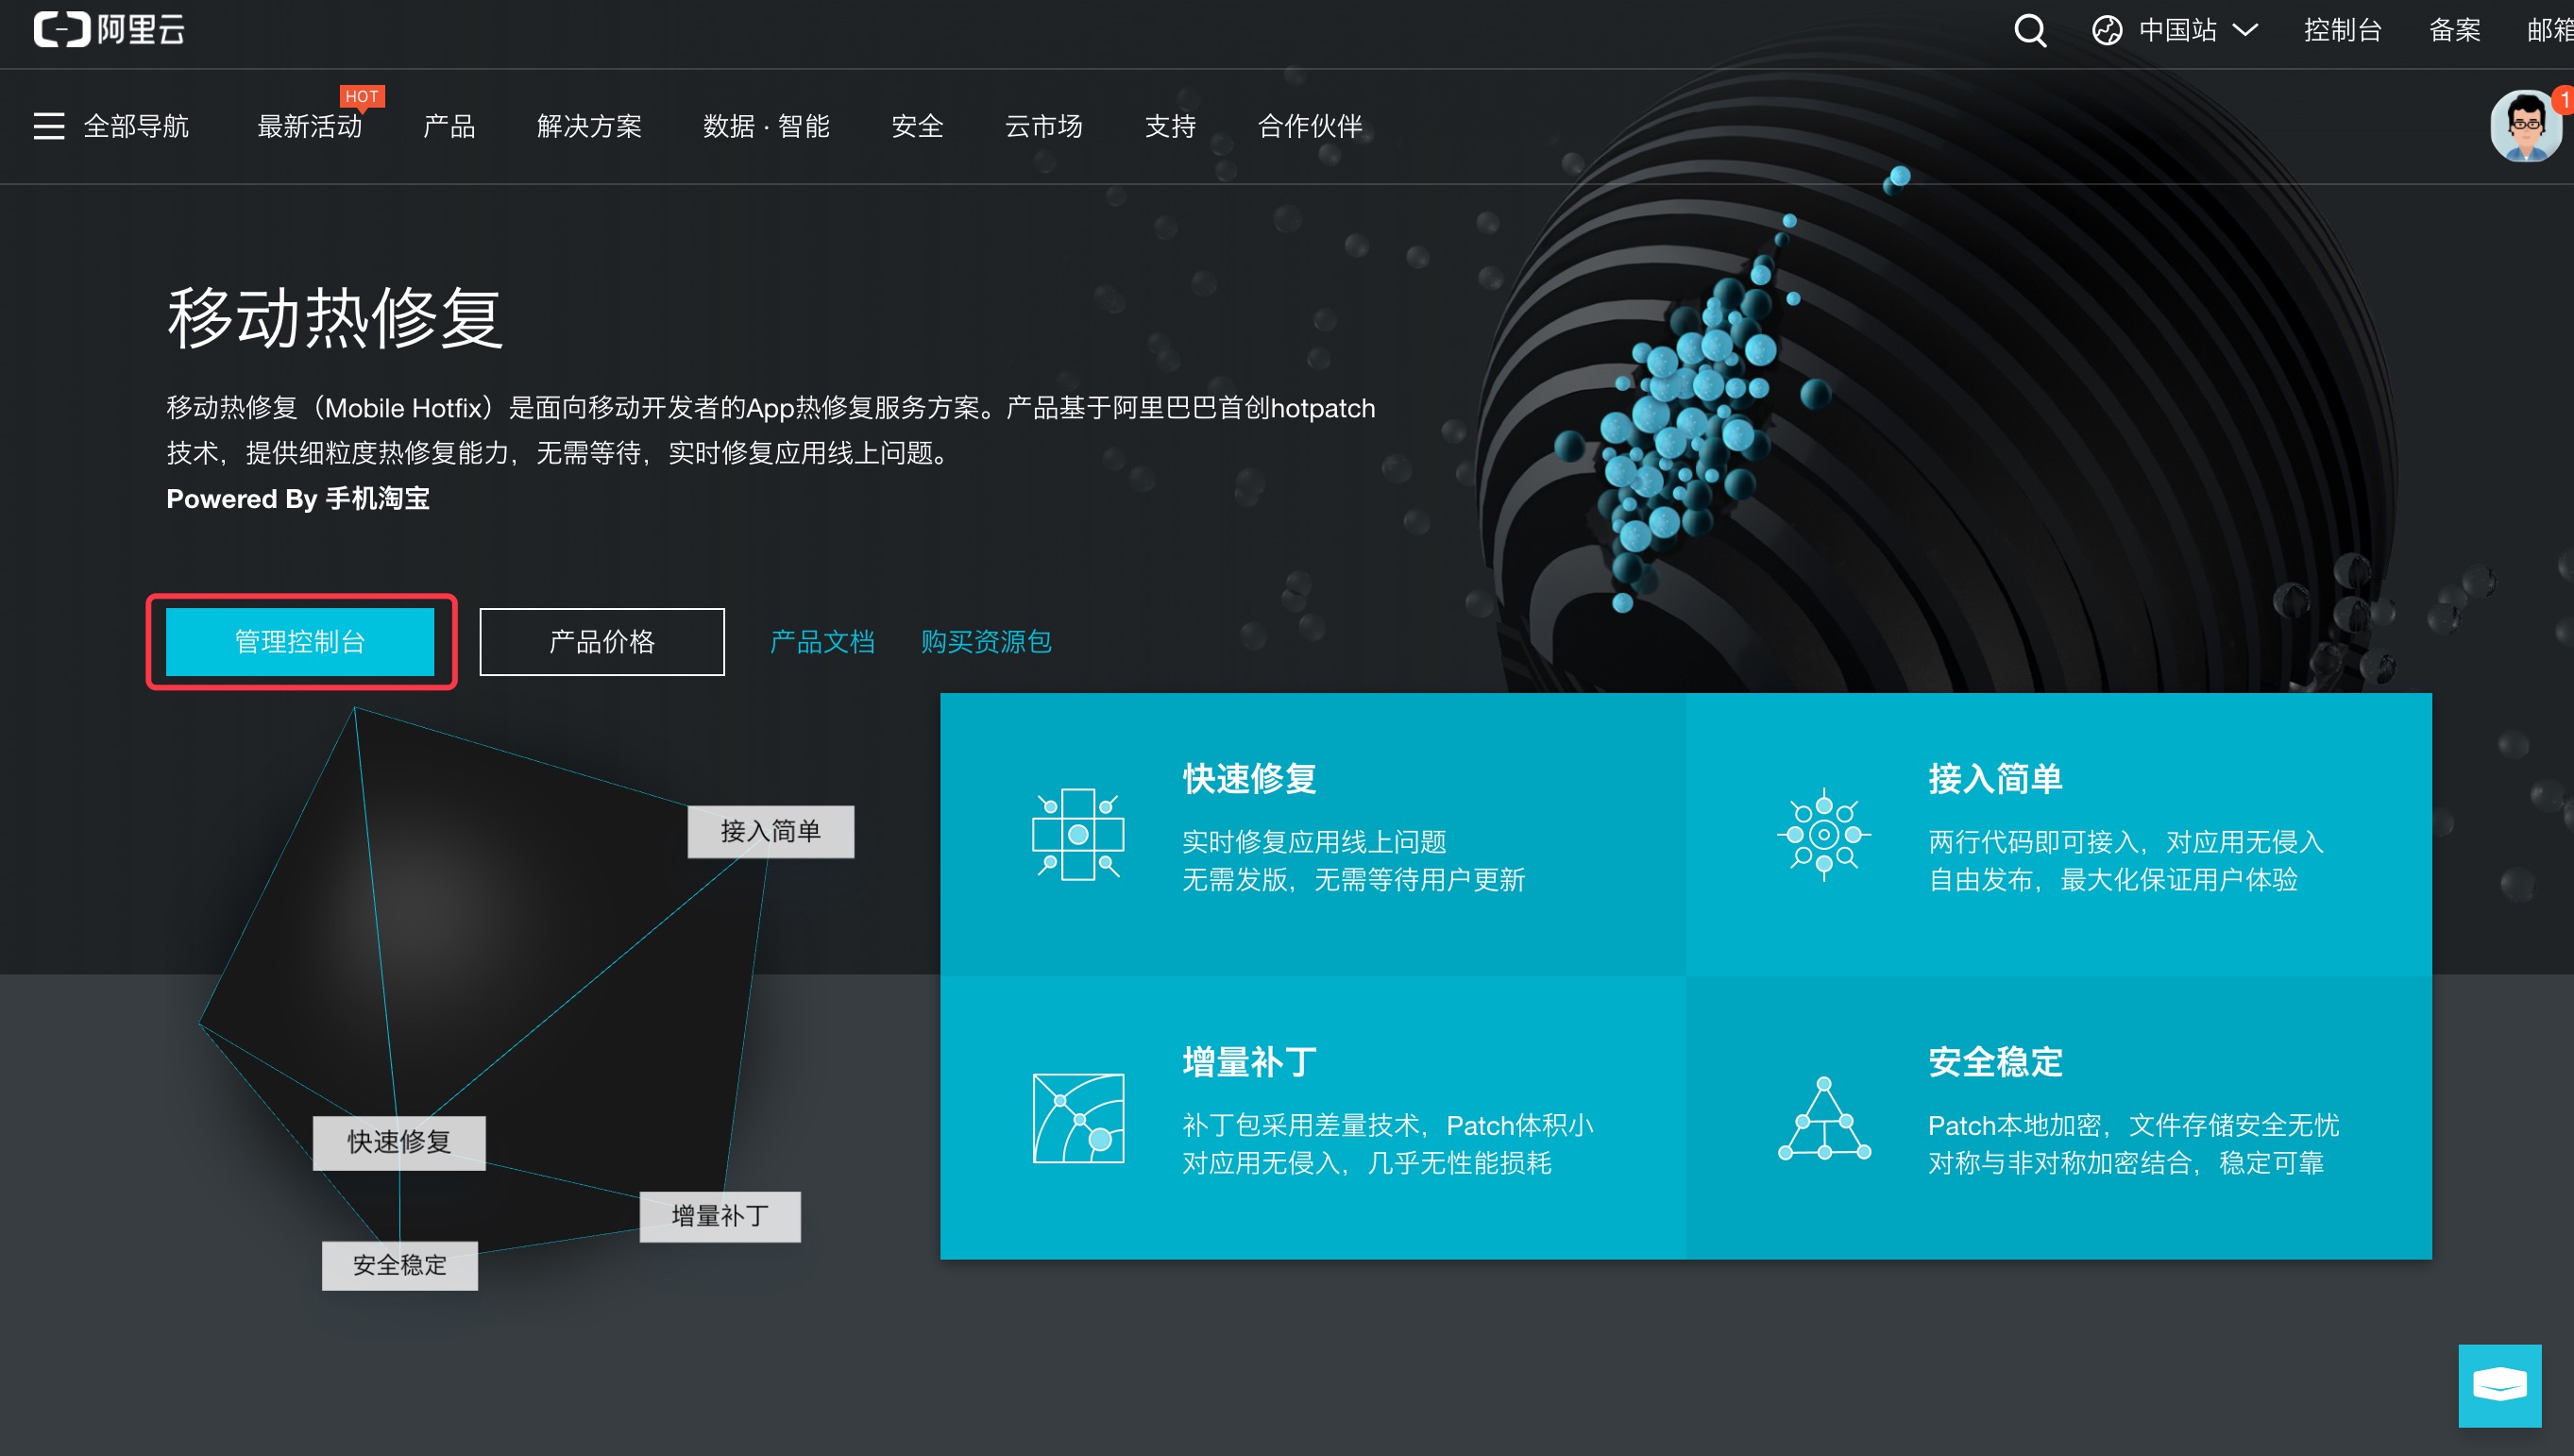 阿里云
中国站 控制台 备案 邮箱
全部导航 最新活动 HOT 产品 解决方案 数据 · 智能 安全 云市场 支持 合作伙伴
1
移动热修复
移动热修复（Mobile Hotfix）是面向移动开发者的App热修复服务方案。产品基于阿里巴巴首创hotpatch
技术，提供细粒度热修复能力，无需等待，实时修复应用线上问题。
Powered By 手机淘宝
管理控制台 产品价格 产品文档 购买资源包
接入简单
快速修复
增量补丁
安全稳定
快速修复
实时修复应用线上问题
无需发版，无需等待用户更新
接入简单
两行代码即可接入，对应用无侵入
自由发布，最大化保证用户体验
增量补丁
补丁包采用差量技术，Patch体积小
对应用无侵入，几乎无性能损耗
安全稳定
Patch本地加密，文件存储安全无忧
对称与非对称加密结合，稳定可靠